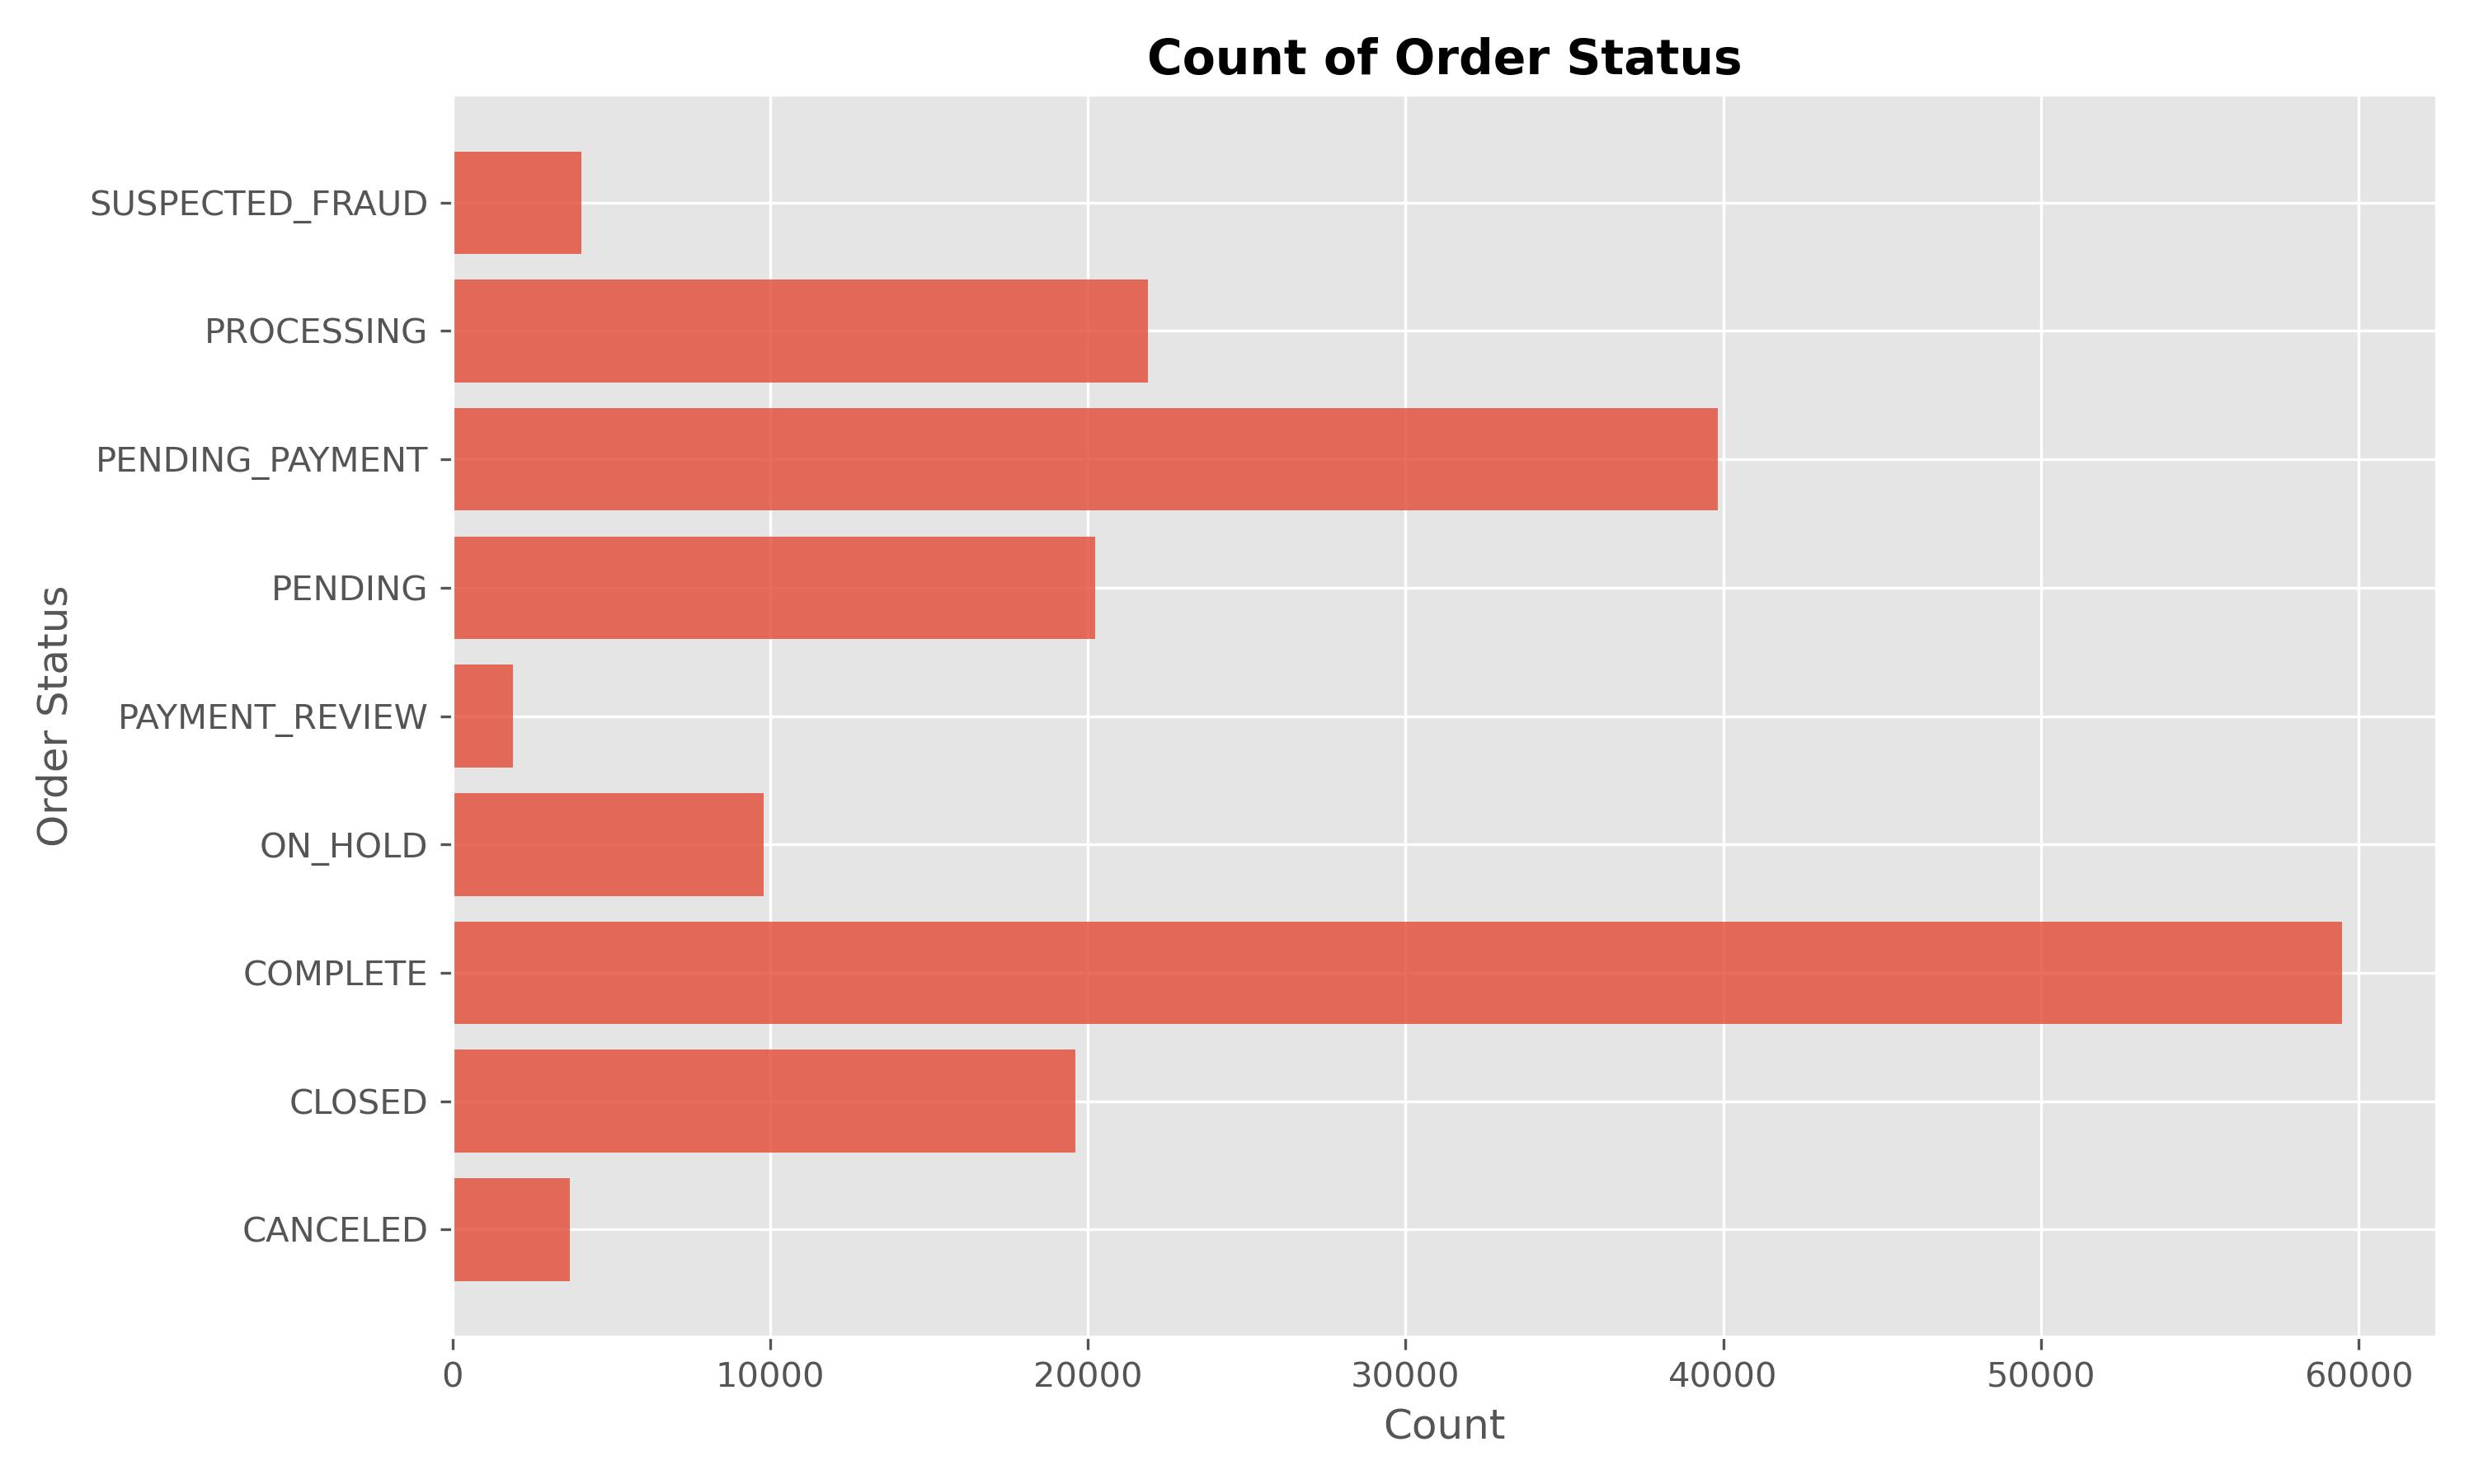 Count of Order Status
Order Status
SUSPECTED_FRAUD
PROCESSING
PENDING_PAYMENT
PENDING
PAYMENT_REVIEW
ON_HOLD
COMPLETE
CLOSED
CANCELED
0 10000 20000 30000 40000 50000 60000
Count